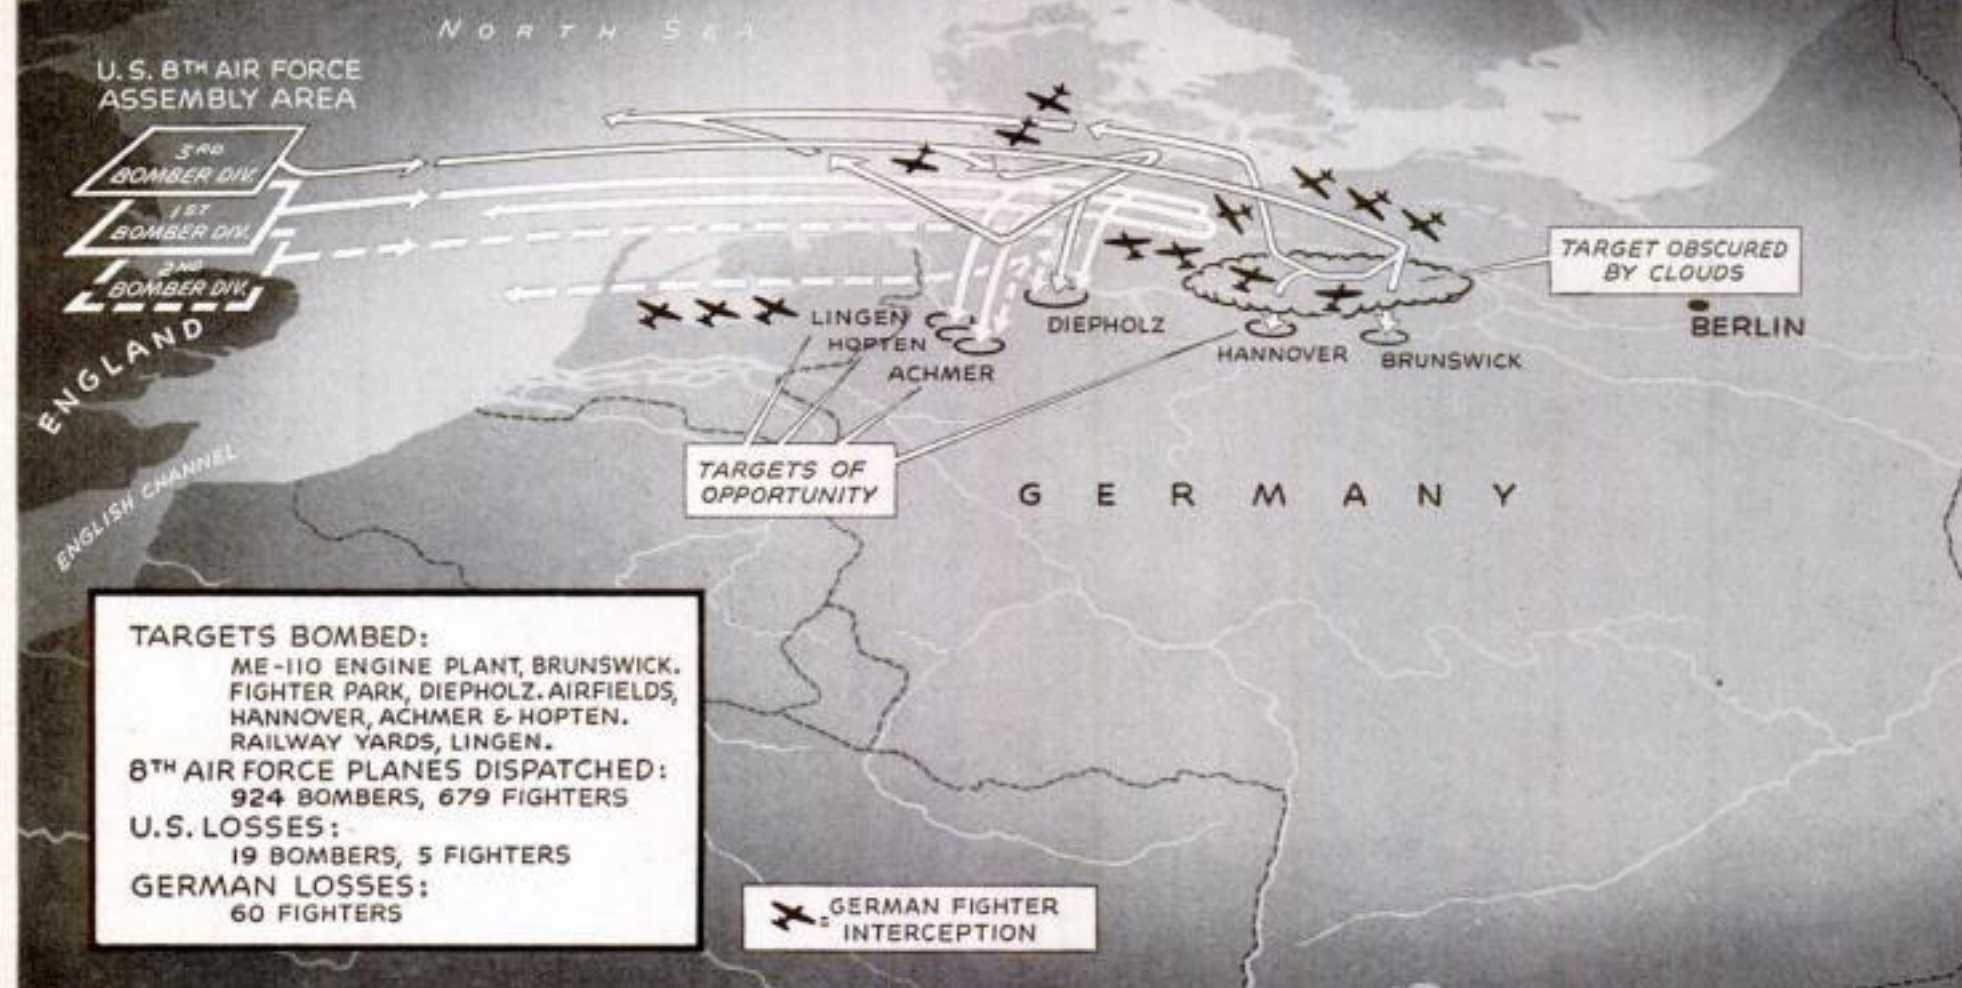 NORTH SEA
U.S. 8TH AIR FORCE
ASSEMBLY AREA
3RD
BOMBER DIV.
1ST
BOMBER DIV.
2ND
BOMBER DIV.
ENGLAND
ENGLISH CHANNEL
LINGEN
HOPTEN
ACHMER
DIEPHOLZ
HANNOVER
BRUNSWICK
TARGET OBSCURED
BY CLOUDS
BERLIN
TARGETS OF
OPPORTUNITY
GERMANY
TARGETS BOMBED:
ME-110 ENGINE PLANT, BRUNSWICK.
FIGHTER PARK, DIEPHOLZ. AIRFIELDS,
HANNOVER, ACHMER & HOPTEN.
RAILWAY YARDS, LINGEN.
8TH AIR FORCE PLANES DISPATCHED:
924 BOMBERS, 679 FIGHTERS
U.S. LOSSES:
19 BOMBERS, 5 FIGHTERS
GERMAN LOSSES:
60 FIGHTERS
= GERMAN FIGHTER
INTERCEPTION